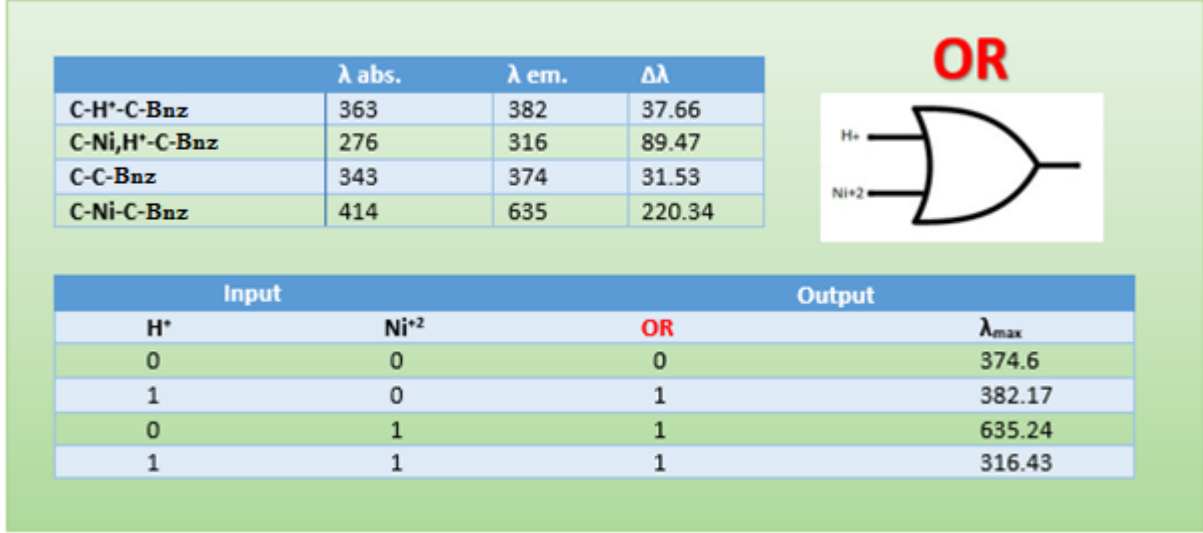 OR
λ abs. λ em. Δλ
C-H⁺-C-Bnz 363 382 37.66
C-Ni,H⁺-C-Bnz 276 316 89.47
C-C-Bnz 343 374 31.53
C-Ni-C-Bnz 414 635 220.34
H+
Ni+2
Input Output
H⁺ Ni⁺² OR λmax
0 0 0 374.6
1 0 1 382.17
0 1 1 635.24
1 1 1 316.43